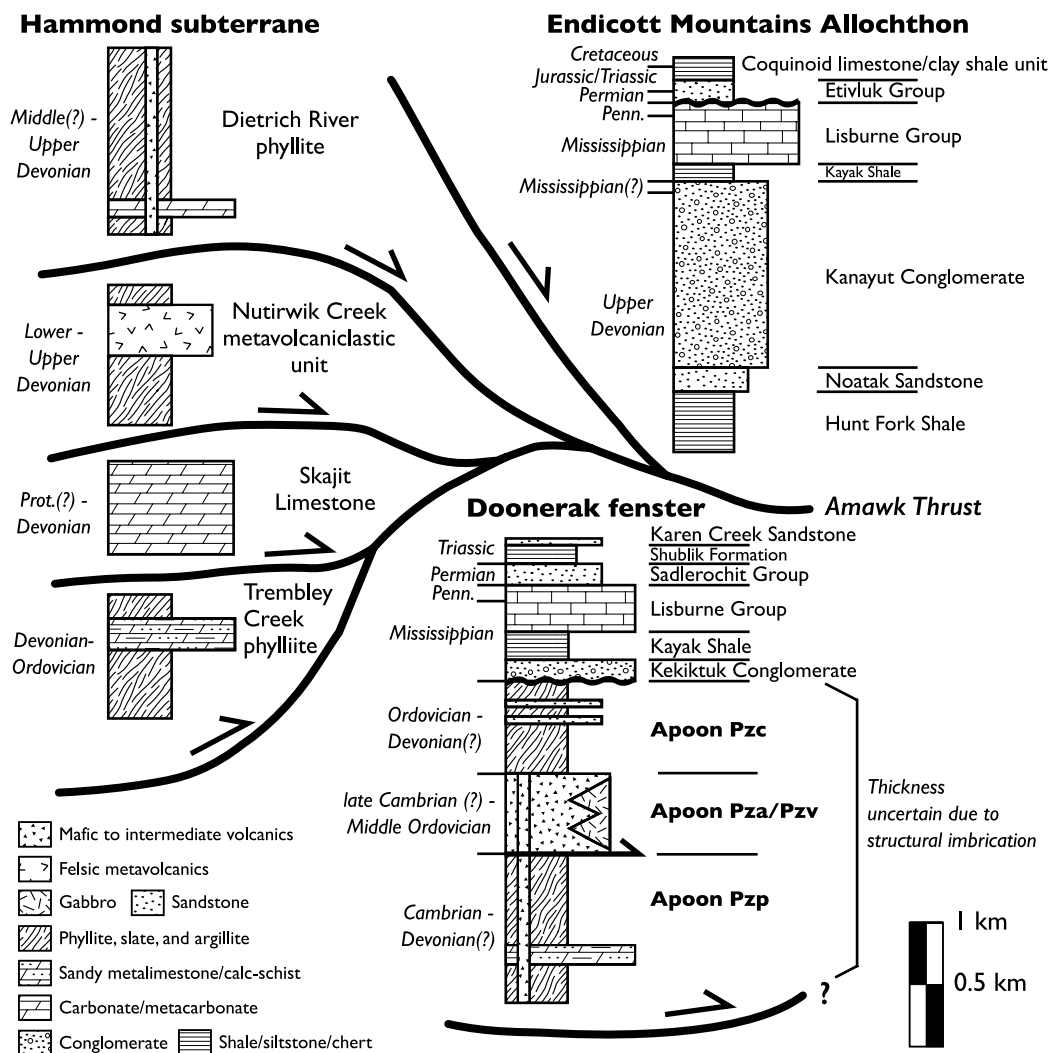 Hammond subterrane
Middle(?) -
Upper
Devonian
Dietrich River
phyllite
Lower -
Upper
Devonian
Nutirwik Creek
metavolcaniclastic
unit
Prot.(?) -
Devonian
Skajit
Limestone
Devonian-
Ordovician
Trembley
Creek
phylliite
Endicott Mountains Allochthon
Cretaceous
Jurassic/Triassic
Permian
Penn.
Mississippian
Mississippian(?)
Upper
Devonian
Coquinoid limestone/clay shale unit
Etivluk Group
Lisburne Group
Kayak Shale
Kanayut Conglomerate
Noatak Sandstone
Hunt Fork Shale
Amawk Thrust
Doonerak fenster
Triassic
Permian
Penn.
Mississippian
Ordovician -
Devonian(?)
late Cambrian (?) -
Middle Ordovician
Cambrian -
Devonian(?)
Karen Creek Sandstone
Shublik Formation
Sadlerochit Group
Lisburne Group
Kayak Shale
Kekiktuk Conglomerate
Apoon Pzc
Apoon Pza/Pzv
Apoon Pzp
Thickness
uncertain due to
structural imbrication
?
1 km
0.5 km
Mafic to intermediate volcanics
Felsic metavolcanics
Gabbro
Sandstone
Phyllite, slate, and argillite
Sandy metalimestone/calc-schist
Carbonate/metacarbonate
Conglomerate
Shale/siltstone/chert